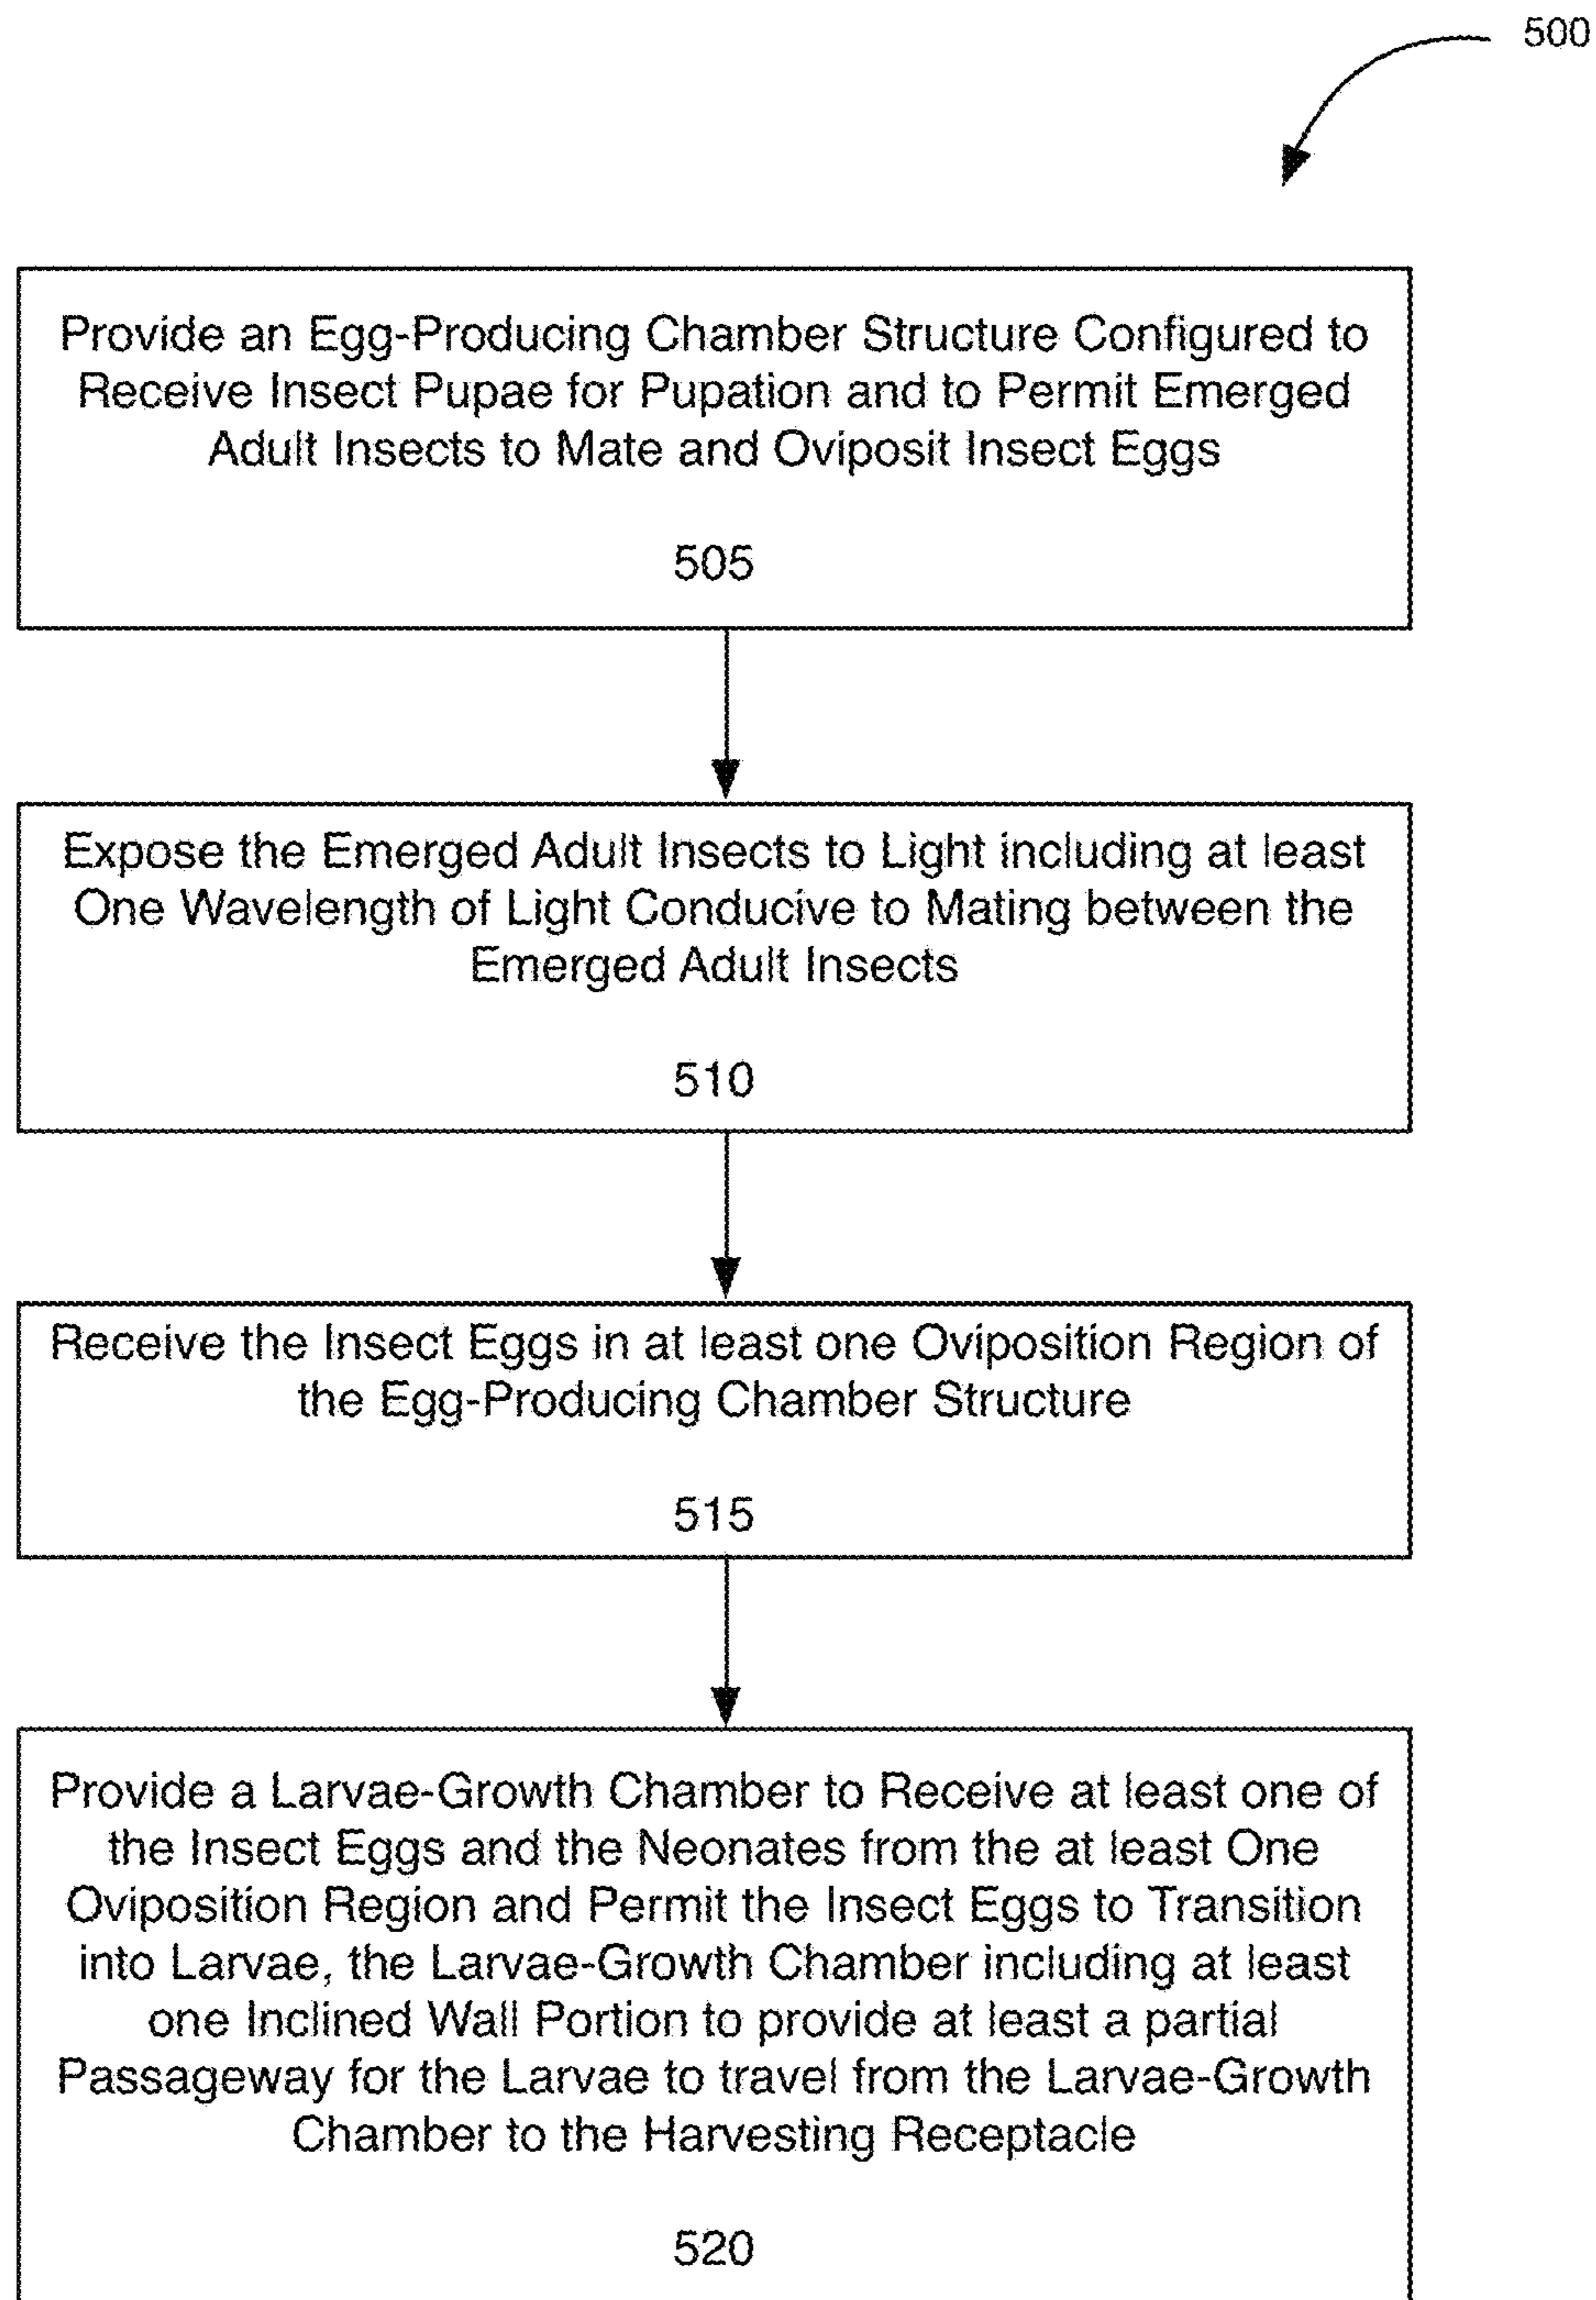 500
Provide an Egg-Producing Chamber Structure Configured to
Receive Insect Pupae for Pupation and to Permit Emerged
Adult Insects to Mate and Oviposit Insect Eggs
505
Expose the Emerged Adult Insects to Light including at least
One Wavelength of Light Conducive to Mating between the
Emerged Adult Insects
510
Receive the Insect Eggs in at least one Oviposition Region of
the Egg-Producing Chamber Structure
515
Provide a Larvae-Growth Chamber to Receive at least one of
the Insect Eggs and the Neonates from the at least One
Oviposition Region and Permit the Insect Eggs to Transition
into Larvae, the Larvae-Growth Chamber including at least
one Inclined Wall Portion to provide at least a partial
Passageway for the Larvae to travel from the Larvae-Growth
Chamber to the Harvesting Receptacle
520